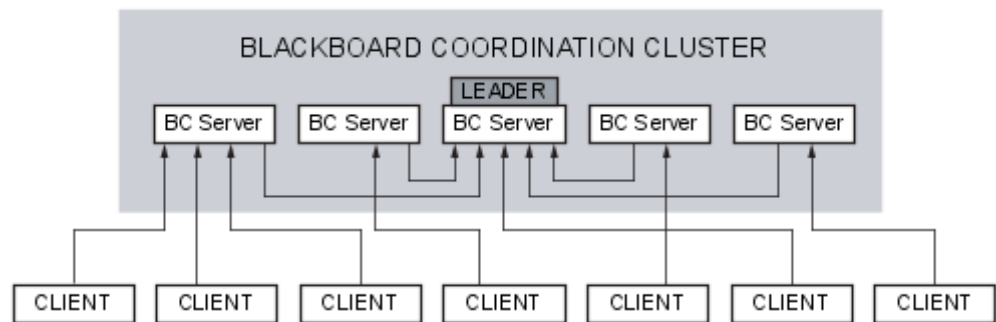 BLACKBOARD COORDINATION CLUSTER
LEADER
BC Server BC Server BC Server BC Server BC Server
CLIENT CLIENT CLIENT CLIENT CLIENT CLIENT CLIENT